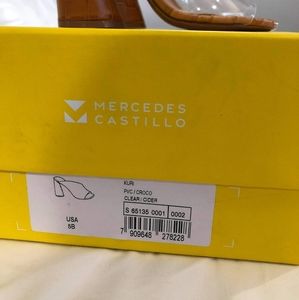 MERCEDES
CASTILLO
KURI
PVC / CROCO
CLEAR / CIDER
S 65135 0001 0002
USA
5B
7 909648 278228